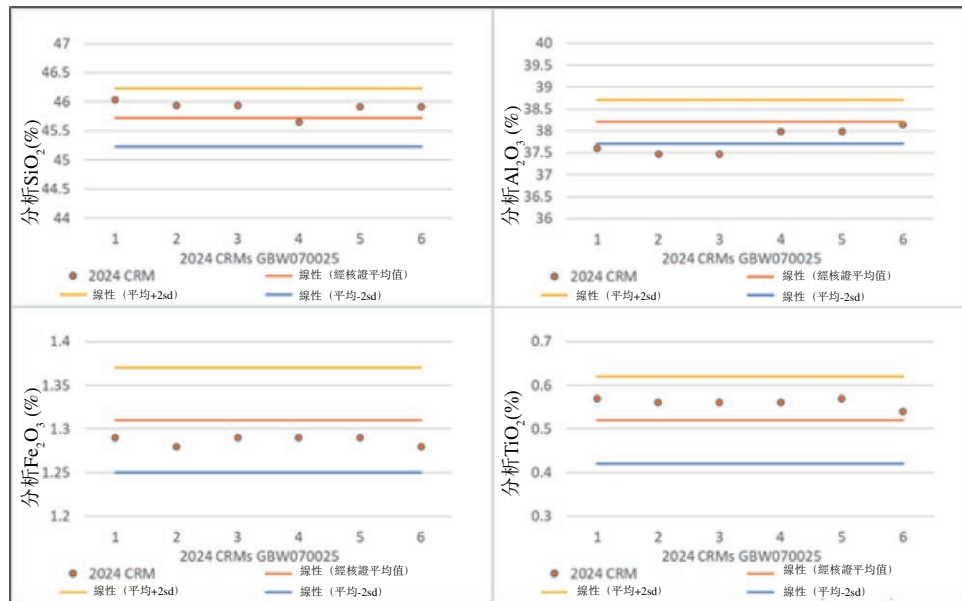 分析SiO₂(%)
47
46.5
46
45.5
45
44.5
44
1 2 3 4 5 6
2024 CRMs GBW070025
2024 CRM
線性（經核證平均值）
線性（平均+2sd）
線性（平均-2sd）
分析Al₂O₃ (%)
40
39.5
39
38.5
38
37.5
37
36.5
36
1 2 3 4 5 6
2024 CRMs GBW070025
2024 CRM
線性（經核證平均值）
線性（平均+2sd）
線性（平均-2sd）
分析Fe₂O₃ (%)
1.4
1.35
1.3
1.25
1.2
1 2 3 4 5 6
2024 CRMs GBW070025
2024 CRM
線性（經核證平均值）
線性（平均+2sd）
線性（平均-2sd）
分析TiO₂(%)
0.7
0.6
0.5
0.4
0.3
1 2 3 4 5 6
2024 CRMs GBW070025
2024 CRM
線性（經核證平均值）
線性（平均+2sd）
線性（平均-2sd）